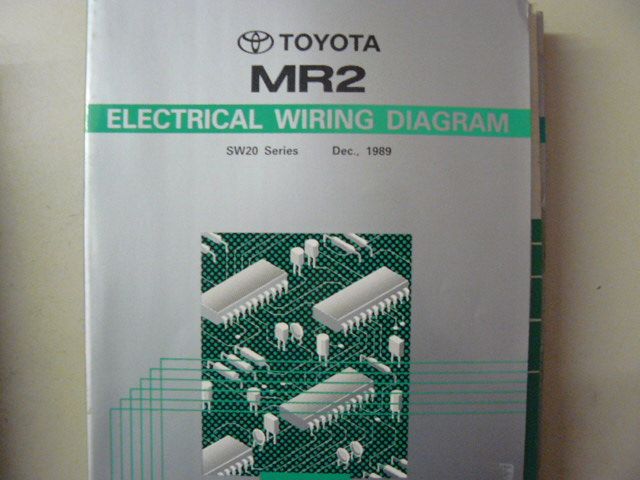 TOYOTA
MR2
ELECTRICAL WIRING DIAGRAM
SW20 Series Dec., 1989